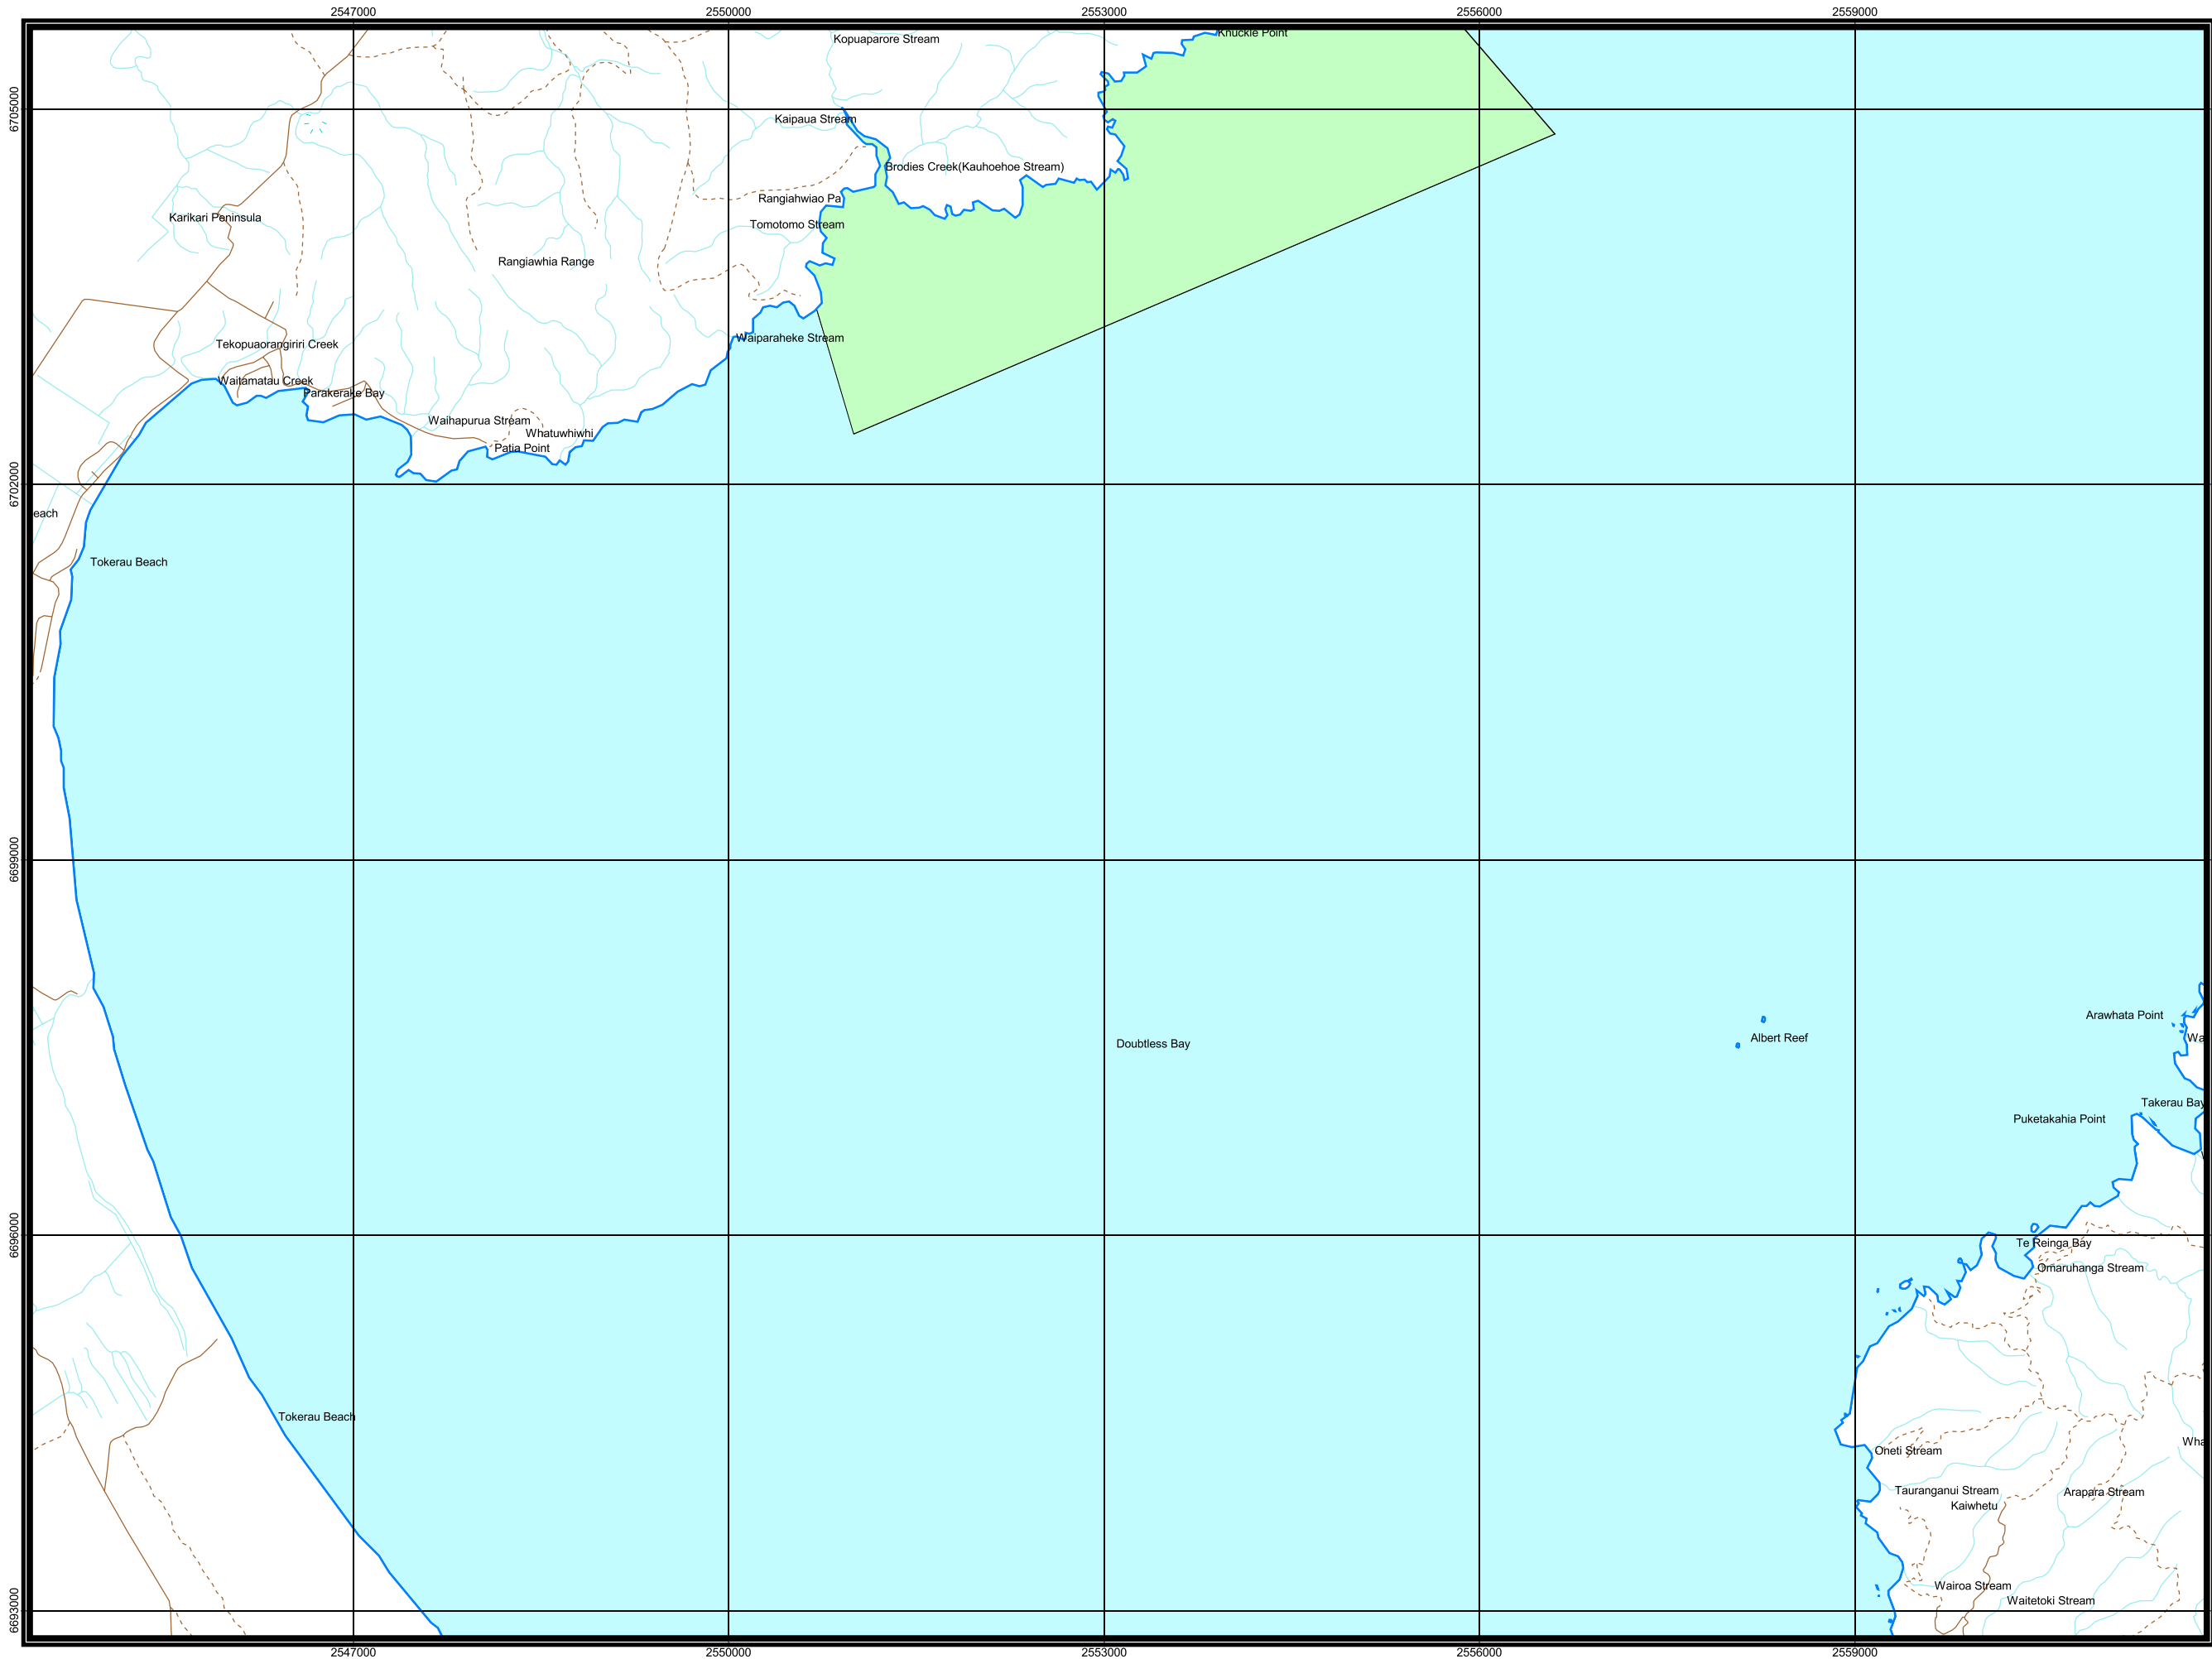 2547000 2550000 2553000 2556000 2559000
Knuckle Point
Kopuaparore Stream
6705000
Kaipaua Stream
Brodies Creek(Kauhoehoe Stream)
Rangiahwiao Pa
Karikari Peninsula
Tomotomo Stream
Rangiawhia Range
Waiparaheke Stream
Tekopuaorangiriri Creek
Waitamatau Creek
Parakerake Bay
Waihapurua Stream
Whatuwhiwhi
Patia Point
6702000
each
Tokerau Beach
6699000
Arawhata Point
Albert Reef
Wa
Doubtless Bay
Takerau Bay
Puketakahia Point
6696000
Te Reinga Bay
Omaruhanga Stream
Tokerau Beach
Wha
Oneti Stream
Tauranganui Stream
Arapara Stream
Kaiwhetu
Wairoa Stream
Waitetoki Stream
6693000
2547000 2550000 2553000 2556000 2559000